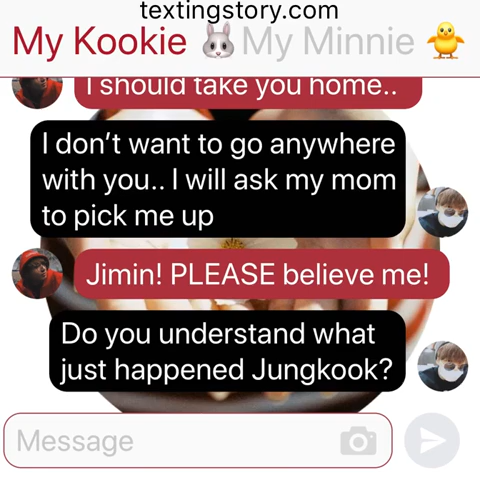 textingstory.com
My Kookie 🐰 My Minnie 🐥
I should take you home..
I don't want to go anywhere
with you.. I will ask my mom
to pick me up
Jimin! PLEASE believe me!
Do you understand what
just happened Jungkook?
Message